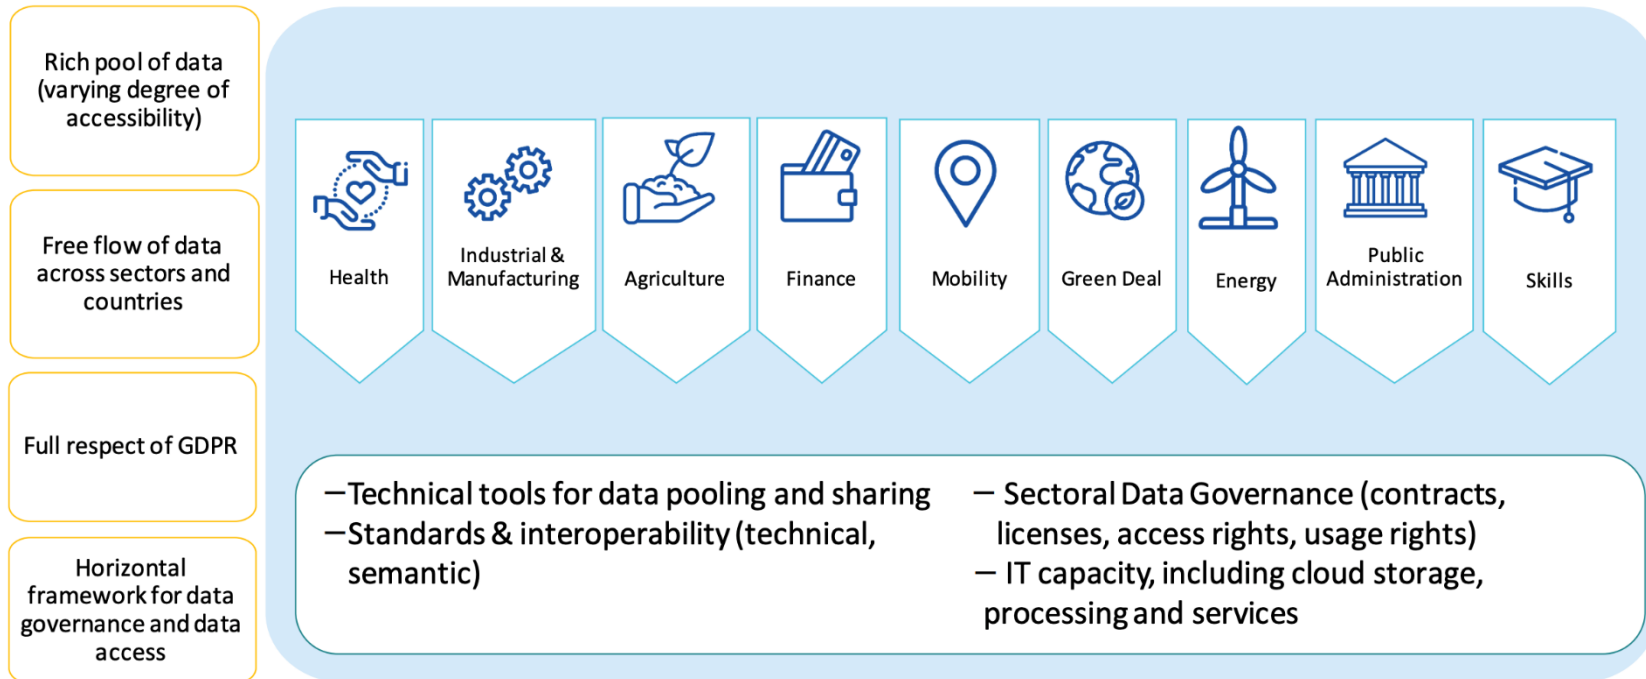 Rich pool of data
(varying degree of
accessibility)
Free flow of data
across sectors and
countries
Full respect of GDPR
Horizontal
framework for data
governance and data
access
Health
Industrial &
Manufacturing
Agriculture
Finance
Mobility
Green Deal
Energy
Public
Administration
Skills
—Technical tools for data pooling and sharing
—Standards & interoperability (technical,
semantic)
— Sectoral Data Governance (contracts,
licenses, access rights, usage rights)
— IT capacity, including cloud storage,
processing and services